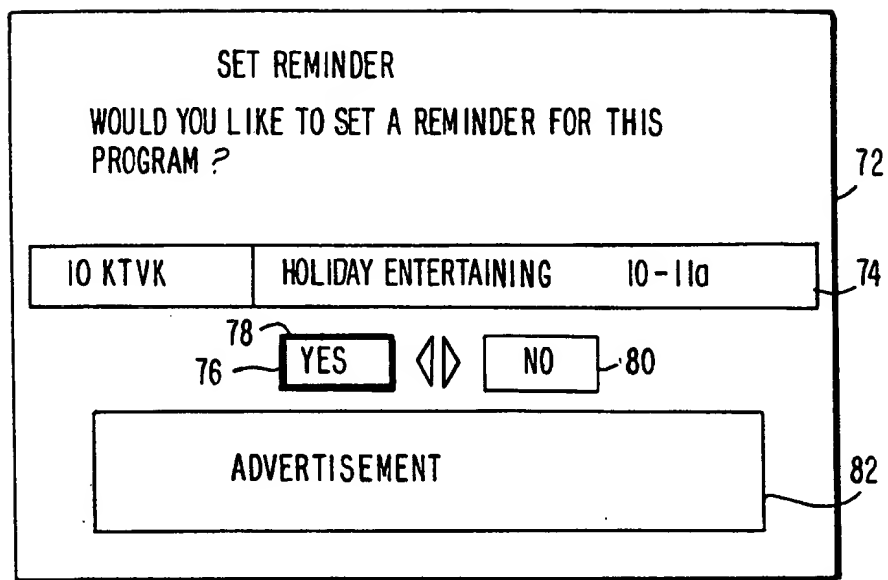 SET REMINDER
WOULD YOU LIKE TO SET A REMINDER FOR THIS
PROGRAM ?
72
10 KTVK HOLIDAY ENTERTAINING 10-11a
74
78
76 YES NO 80
ADVERTISEMENT
82